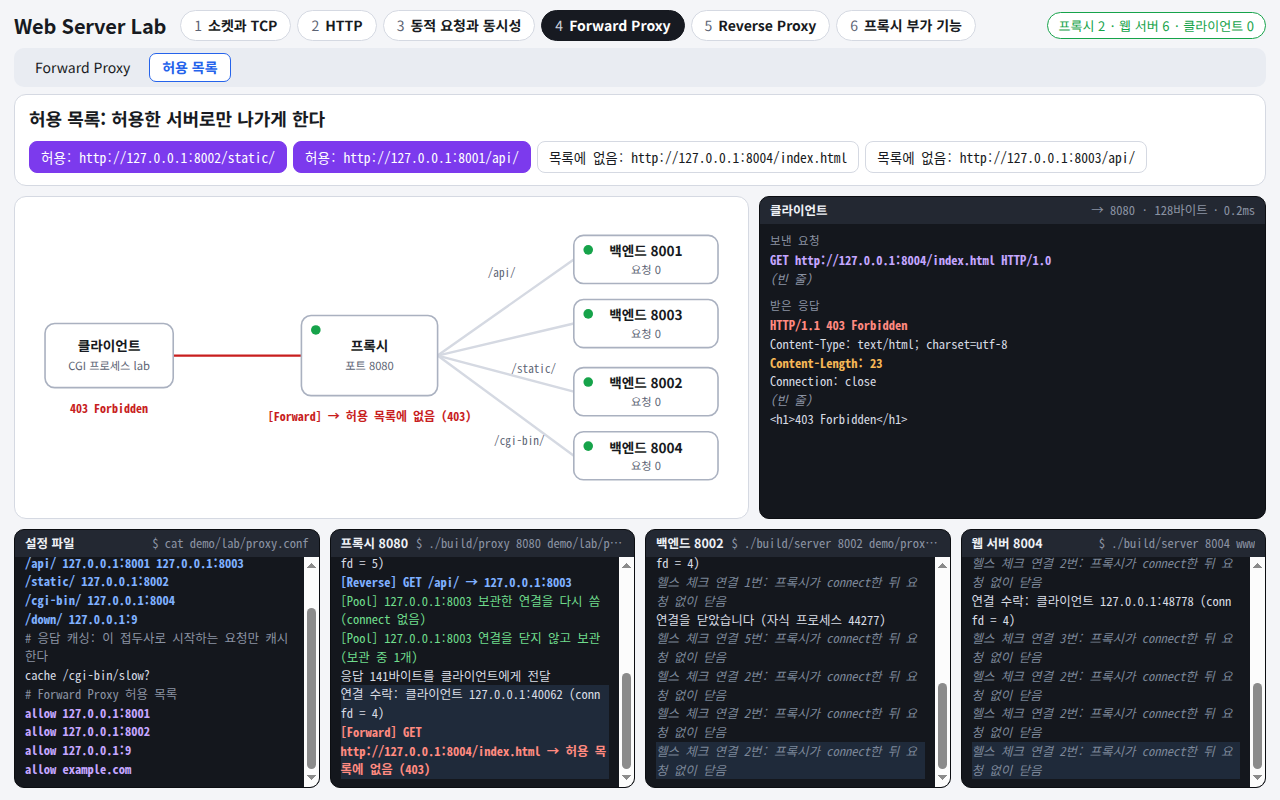 Web Server Lab
1 소켓과 TCP
2 HTTP
3 동적 요청과 동시성
4 Forward Proxy
5 Reverse Proxy
6 프록시 부가 기능
프록시 2 · 웹 서버 6 · 클라이언트 0
Forward Proxy
허용 목록
허용 목록: 허용한 서버로만 나가게 한다
허용: http://127.0.0.1:8002/static/
허용: http://127.0.0.1:8001/api/
목록에 없음: http://127.0.0.1:8004/index.html
목록에 없음: http://127.0.0.1:8003/api/
클라이언트
CGI 프로세스 lab
403 Forbidden
프록시
포트 8080
[Forward] → 허용 목록에 없음 (403)
/api/
/static/
/cgi-bin/
백엔드 8001
요청 0
백엔드 8003
요청 0
백엔드 8002
요청 0
백엔드 8004
요청 0
클라이언트
→ 8080 · 128바이트 · 0.2ms
보낸 요청
GET http://127.0.0.1:8004/index.html HTTP/1.0
(빈 줄)
받은 응답
HTTP/1.1 403 Forbidden
Content-Type: text/html; charset=utf-8
Content-Length: 23
Connection: close
(빈 줄)
<h1>403 Forbidden</h1>
설정 파일
$ cat demo/lab/proxy.conf
/api/ 127.0.0.1:8001 127.0.0.1:8003
/static/ 127.0.0.1:8002
/cgi-bin/ 127.0.0.1:8004
/down/ 127.0.0.1:9
# 응답 캐싱: 이 접두사로 시작하는 요청만 캐시
한다
cache /cgi-bin/slow?
# Forward Proxy 허용 목록
allow 127.0.0.1:8001
allow 127.0.0.1:8002
allow 127.0.0.1:9
allow example.com
프록시 8080
$ ./build/proxy 8080 demo/lab/p…
fd = 5)
[Reverse] GET /api/ → 127.0.0.1:8003
[Pool] 127.0.0.1:8003 보관한 연결을 다시 씀
(connect 없음)
[Pool] 127.0.0.1:8003 연결을 닫지 않고 보관
(보관 중 1개)
응답 141바이트를 클라이언트에게 전달
연결 수락: 클라이언트 127.0.0.1:40062 (conn
fd = 4)
[Forward] GET
http://127.0.0.1:8004/index.html → 허용 목
록에 없음 (403)
백엔드 8002
$ ./build/server 8002 demo/prox…
fd = 4)
헬스 체크 연결 1번: 프록시가 connect한 뒤 요
청 없이 닫음
연결을 닫았습니다 (자식 프로세스 44277)
헬스 체크 연결 5번: 프록시가 connect한 뒤 요
청 없이 닫음
헬스 체크 연결 2번: 프록시가 connect한 뒤 요
청 없이 닫음
헬스 체크 연결 2번: 프록시가 connect한 뒤 요
청 없이 닫음
헬스 체크 연결 2번: 프록시가 connect한 뒤 요
청 없이 닫음
웹 서버 8004
$ ./build/server 8004 www
헬스 체크 연결 2번: 프록시가 connect한 뒤 요
청 없이 닫음
연결 수락: 클라이언트 127.0.0.1:48778 (conn
fd = 4)
헬스 체크 연결 3번: 프록시가 connect한 뒤 요
청 없이 닫음
헬스 체크 연결 2번: 프록시가 connect한 뒤 요
청 없이 닫음
헬스 체크 연결 2번: 프록시가 connect한 뒤 요
청 없이 닫음
헬스 체크 연결 2번: 프록시가 connect한 뒤 요
청 없이 닫음